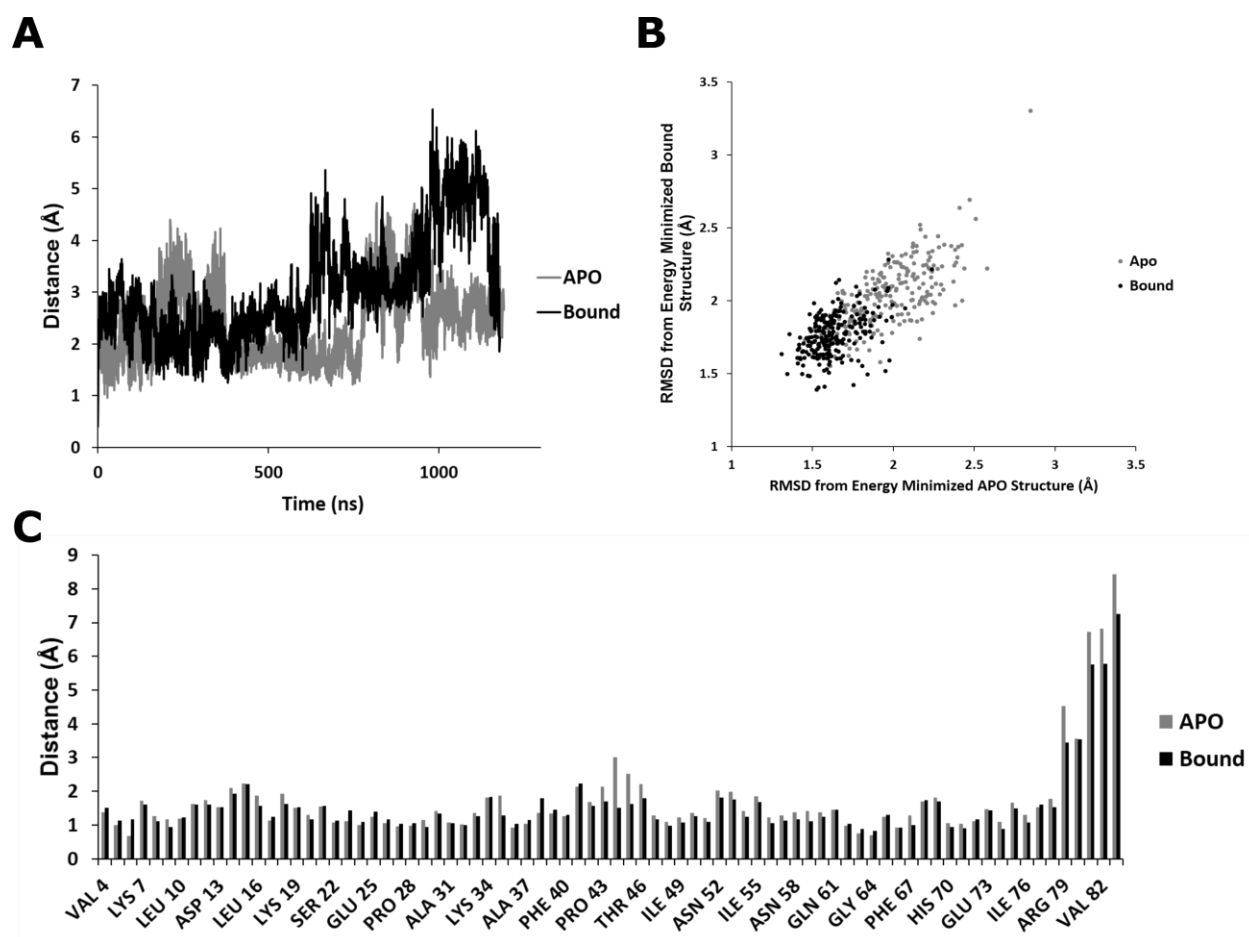 A
7
6
5
4
3
2
1
0
Distance (Å)
0 500 1000
Time (ns)
APO
Bound
B
3.5
3
2.5
2
1.5
1
RMSD from Energy Minimized Bound
Structure (Å)
1 1.5 2 2.5 3 3.5
RMSD from Energy Minimized APO Structure (Å)
Apo
Bound
C
9
8
7
6
5
4
3
2
1
0
Distance (Å)
VAL 4
LYS 7
LEU 10
ASP 13
LEU 16
LYS 19
SER 22
GLU 25
PRO 28
ALA 31
LYS 34
ALA 37
PHE 40
PRO 43
THR 46
ILE 49
ASN 52
ILE 55
ASN 58
GLN 61
GLY 64
PHE 67
HIS 70
GLU 73
ILE 76
ARG 79
VAL 82
APO
Bound